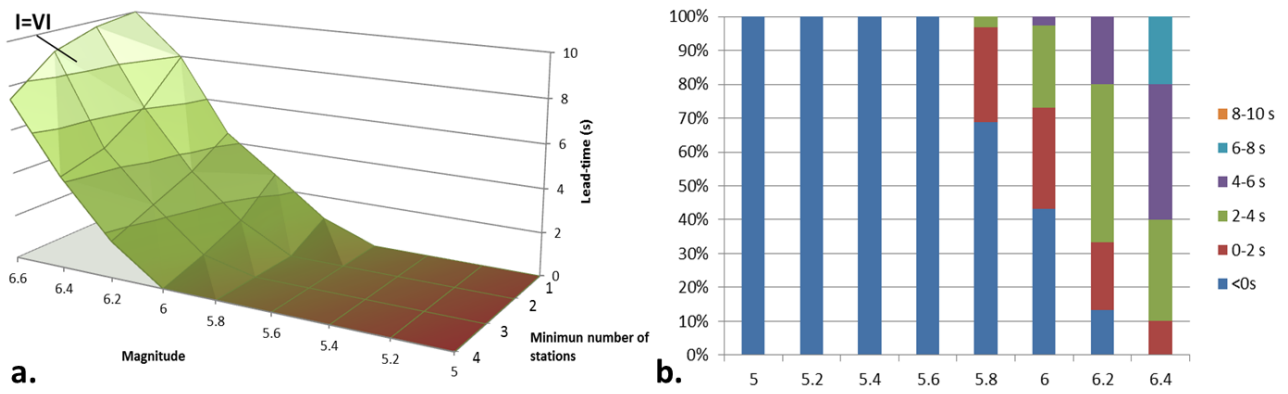 I=VI
10
8
6
4
2
0
Lead-time (s)
1
2
3
4
Minimun number of
stations
6.6
6.4
6.2
6
5.8
5.6
5.4
5.2
5
Magnitude
a.
100%
90%
80%
70%
60%
50%
40%
30%
20%
10%
0%
5 5.2 5.4 5.6 5.8 6 6.2 6.4
8-10 s
6-8 s
4-6 s
2-4 s
0-2 s
<0s
b.